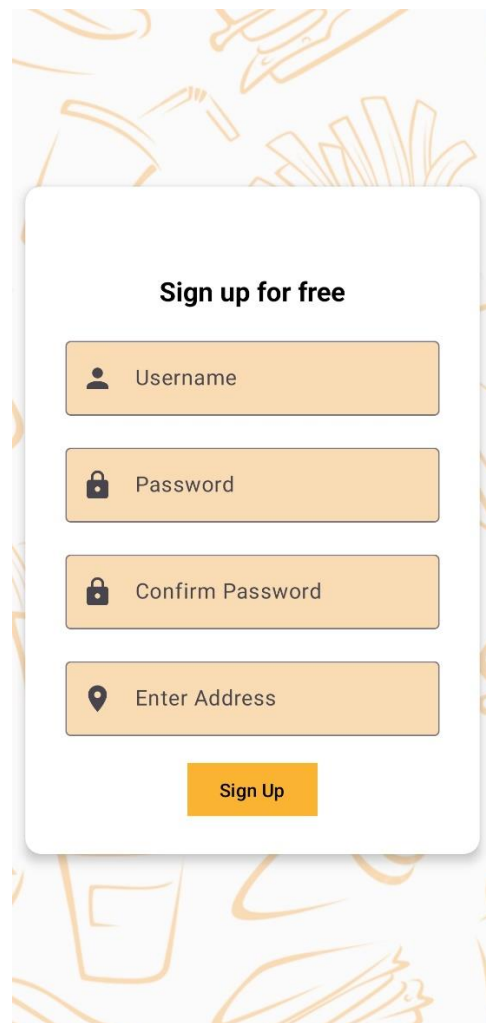 Sign up for free
Username
Password
Confirm Password
Enter Address
Sign Up